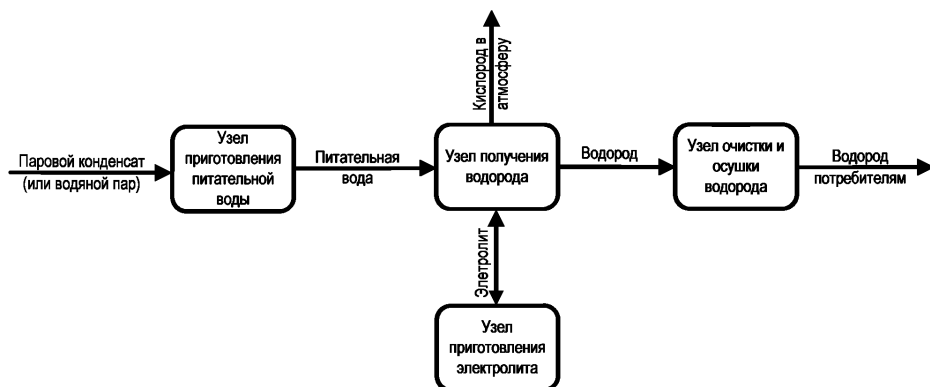 Кислород в
атмосферу
Паровой конденсат
(или водяной пар)
Узел
приготовления
питательной
воды
Питательная
вода
Узел получения
водорода
Водород
Узел очистки и
осушки
водорода
Водород
потребителям
Элетролит
Узел
приготовления
электролита